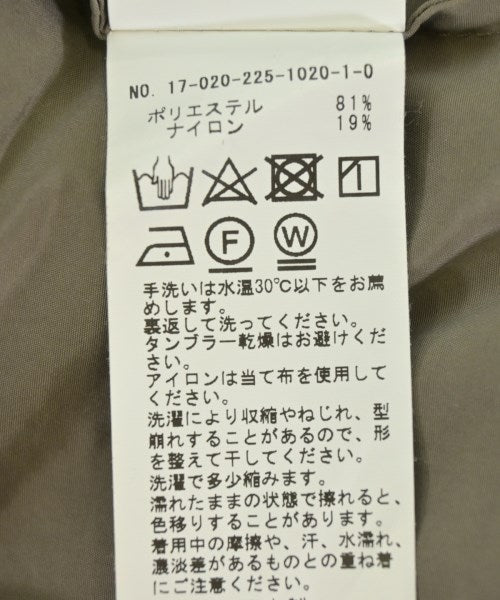 NO. 17-020-225-1020-1-0
ポリエステル 81%
ナイロン 19%
F W
手洗いは水温30℃以下をお薦
めします。
裏返して洗ってください。
タンブラー乾燥はお避けくだ
さい。
アイロンは当て布を使用して
ください。
洗濯により収縮やねじれ、型
崩れすることがあるので、形
を整えて干してください。
洗濯で多少縮みます。
濡れたままの状態で擦れると、
色移りすることがあります。
着用中の摩擦や、汗、水濡れ、
濃淡差があるものとの重ね着
にご注意ください。